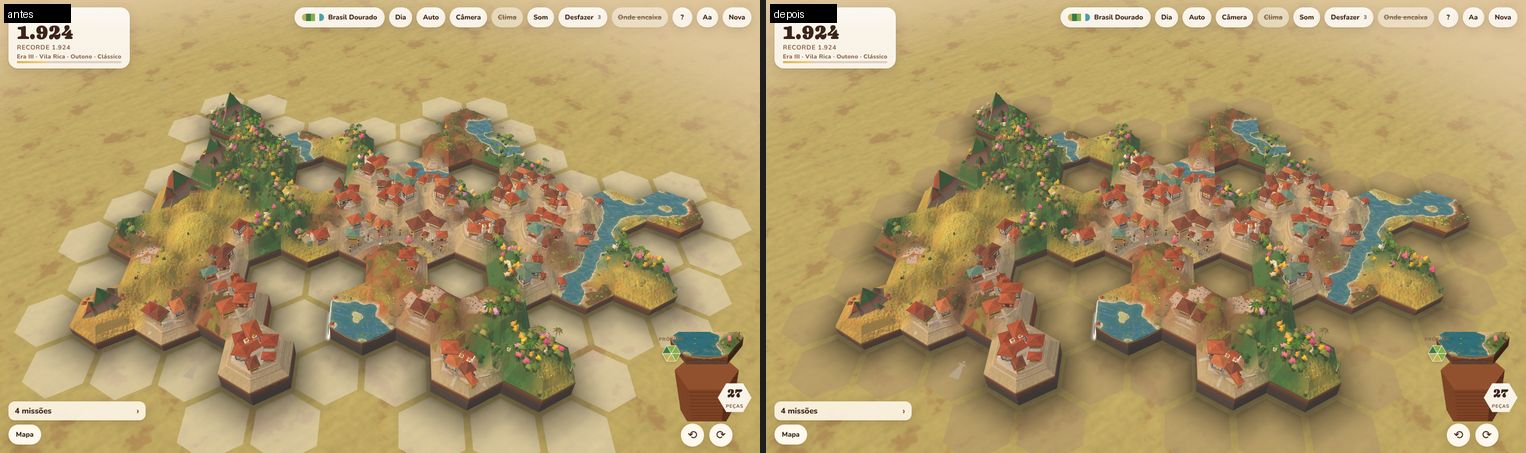 antes
1.924
RECORDE 1.924
Era III · Vila Rica · Outono · Clássico
Brasil Dourado
Dia
Auto
Câmera
Clima
Som
Desfazer 3
Onde encaixa
?
Aa
Nova
27
PEÇAS
4 missões ›
Mapa
depois
1.924
RECORDE 1.924
Era III · Vila Rica · Outono · Clássico
Brasil Dourado
Dia
Auto
Câmera
Clima
Som
Desfazer 3
Onde encaixa
?
Aa
Nova
27
PEÇAS
4 missões ›
Mapa